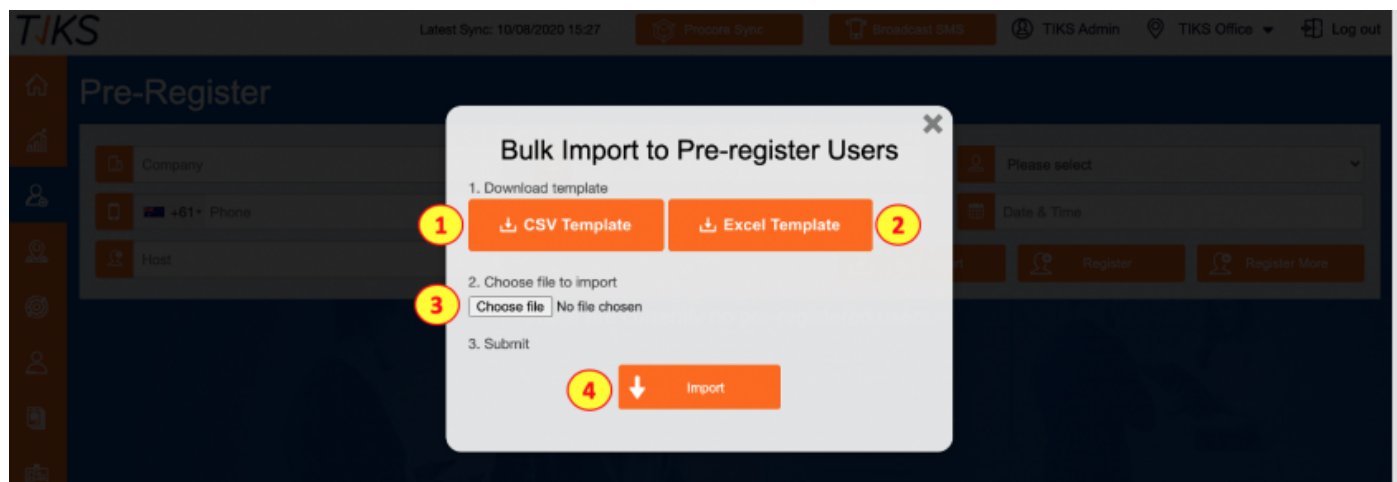 TIKS
Latest Sync: 10/08/2020 15:27
Procore Sync
Broadcast SMS
TIKS Admin
TIKS Office
Log out
Pre-Register
Company
Please select
+61 Phone
Date & Time
Host
Register
Register More
Bulk Import to Pre-register Users
1. Download template
1
CSV Template
Excel Template
2
2. Choose file to import
3
Choose file No file chosen
3. Submit
4
Import